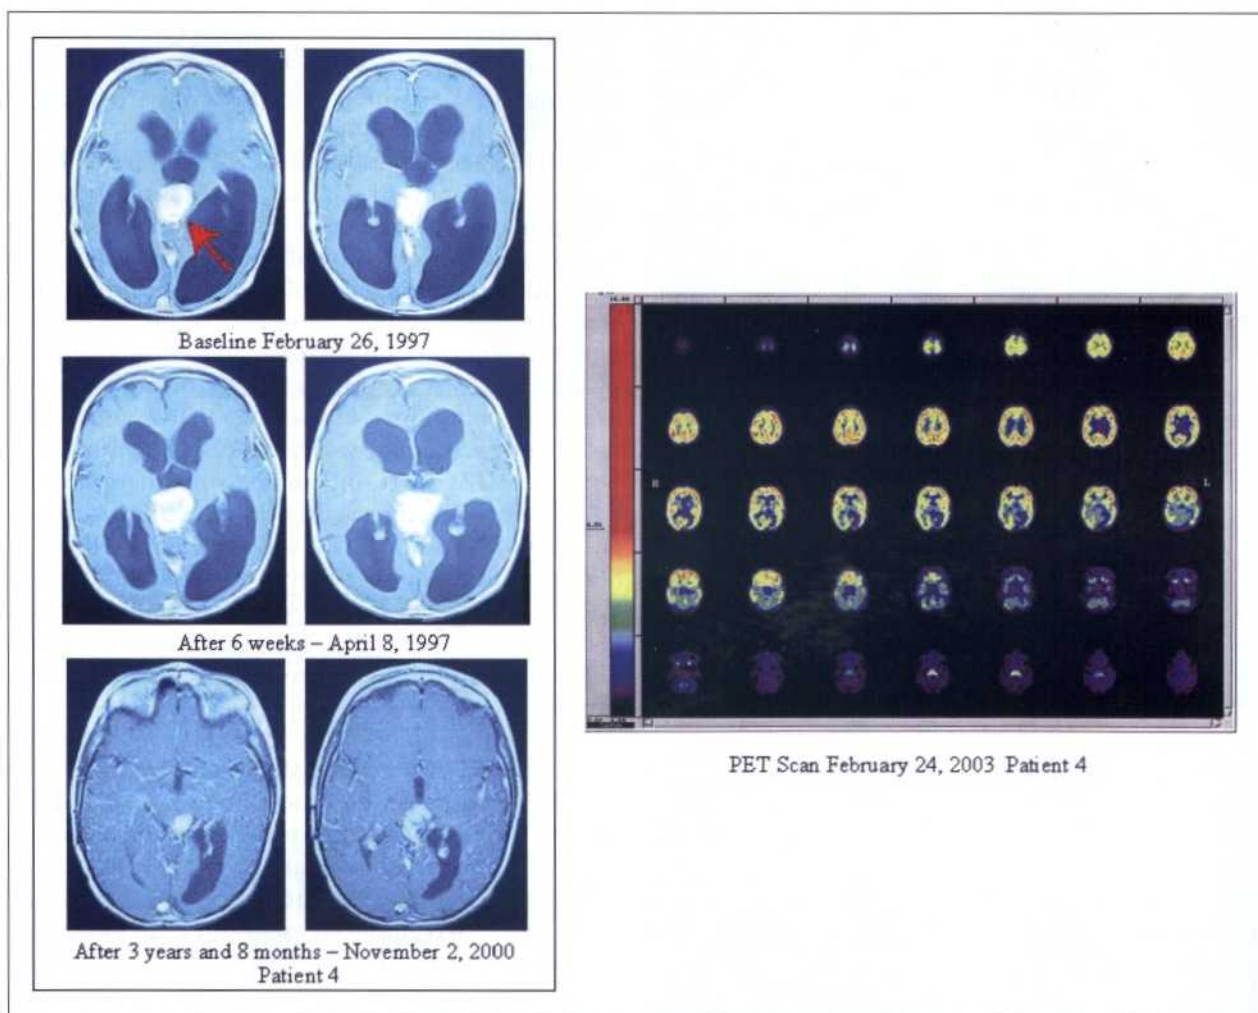 Baseline February 26, 1997
After 6 weeks – April 8, 1997
After 3 years and 8 months – November 2, 2000
Patient 4
R
L
PET Scan February 24, 2003 Patient 4